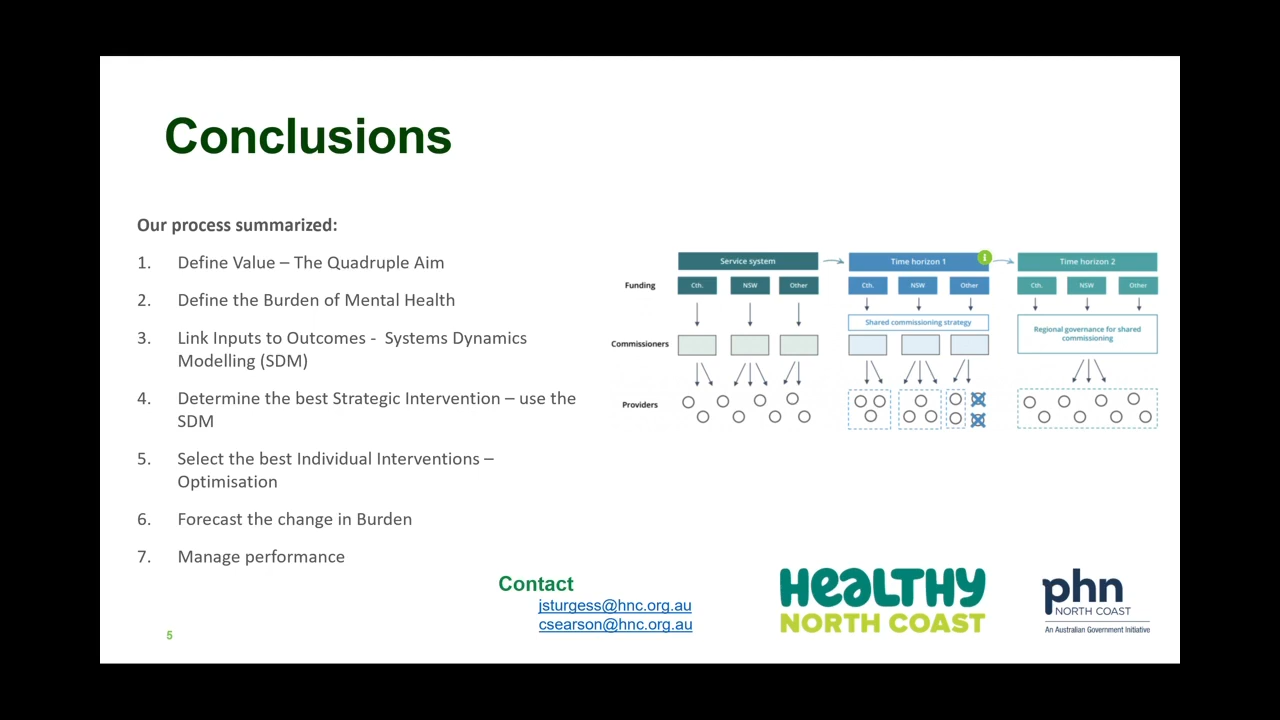 Conclusions
Our process summarized:
1. Define Value – The Quadruple Aim
2. Define the Burden of Mental Health
3. Link Inputs to Outcomes - Systems Dynamics
Modelling (SDM)
4. Determine the best Strategic Intervention – use the
SDM
5. Select the best Individual Interventions –
Optimisation
6. Forecast the change in Burden
7. Manage performance
Service system
Time horizon 1
i
Time horizon 2
Funding
Cth. NSW Other
Cth. NSW Other
Cth. NSW Other
Shared commissioning strategy
Regional governance for shared
commissioning
Commissioners
Providers
Contact
jsturgess@hnc.org.au
csearson@hnc.org.au
HEALTHY
NORTH COAST
phn
NORTH COAST
An Australian Government Initiative
5